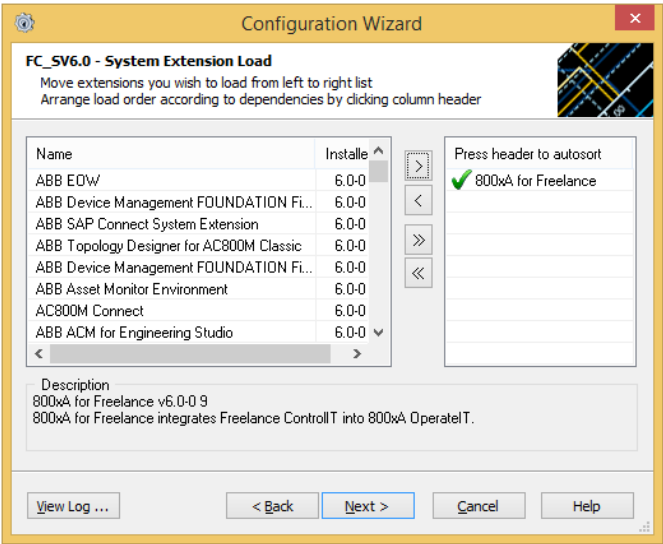 Configuration Wizard
FC_SV6.0 - System Extension Load
Move extensions you wish to load from left to right list
Arrange load order according to dependencies by clicking column header
Name Installe
ABB EOW 6.0-0
ABB Device Management FOUNDATION Fi... 6.0-0
ABB SAP Connect System Extension 6.0-0
ABB Topology Designer for AC800M Classic 6.0-0
ABB Device Management FOUNDATION Fi... 6.0-0
ABB Asset Monitor Environment 6.0-0
AC800M Connect 6.0-0
ABB ACM for Engineering Studio 6.0-0
Press header to autosort
800xA for Freelance
Description
800xA for Freelance v6.0-0 9
800xA for Freelance integrates Freelance ControlIT into 800xA OperateIT.
View Log ...
< Back
Next >
Cancel
Help